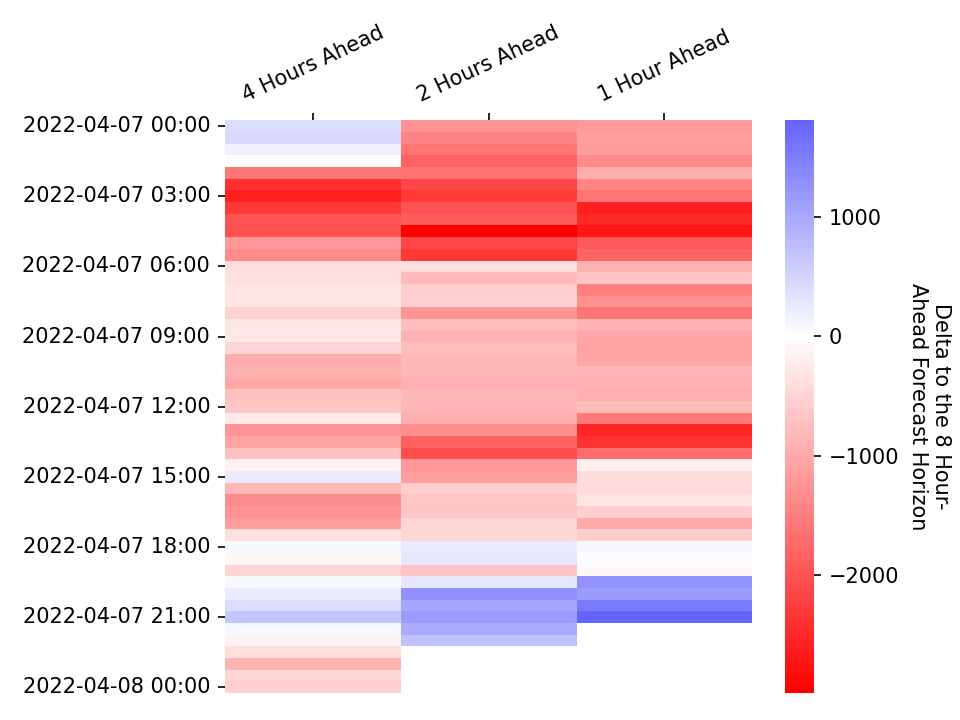 4 Hours Ahead
2 Hours Ahead
1 Hour Ahead
2022-04-07 00:00
2022-04-07 03:00
2022-04-07 06:00
2022-04-07 09:00
2022-04-07 12:00
2022-04-07 15:00
2022-04-07 18:00
2022-04-07 21:00
2022-04-08 00:00
1000
0
−1000
−2000
Delta to the 8 Hour-
Ahead Forecast Horizon